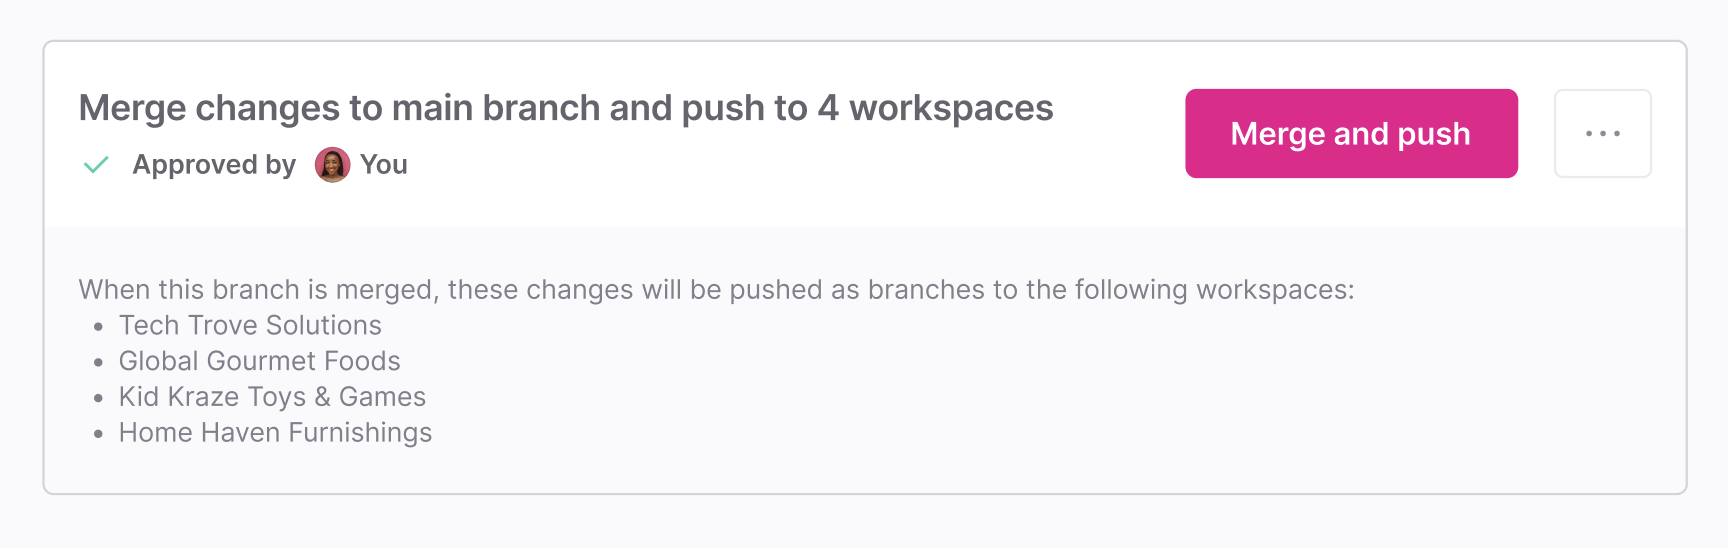 Merge changes to main branch and push to 4 workspaces
Approved by You
Merge and push
When this branch is merged, these changes will be pushed as branches to the following workspaces:
• Tech Trove Solutions
• Global Gourmet Foods
• Kid Kraze Toys & Games
• Home Haven Furnishings